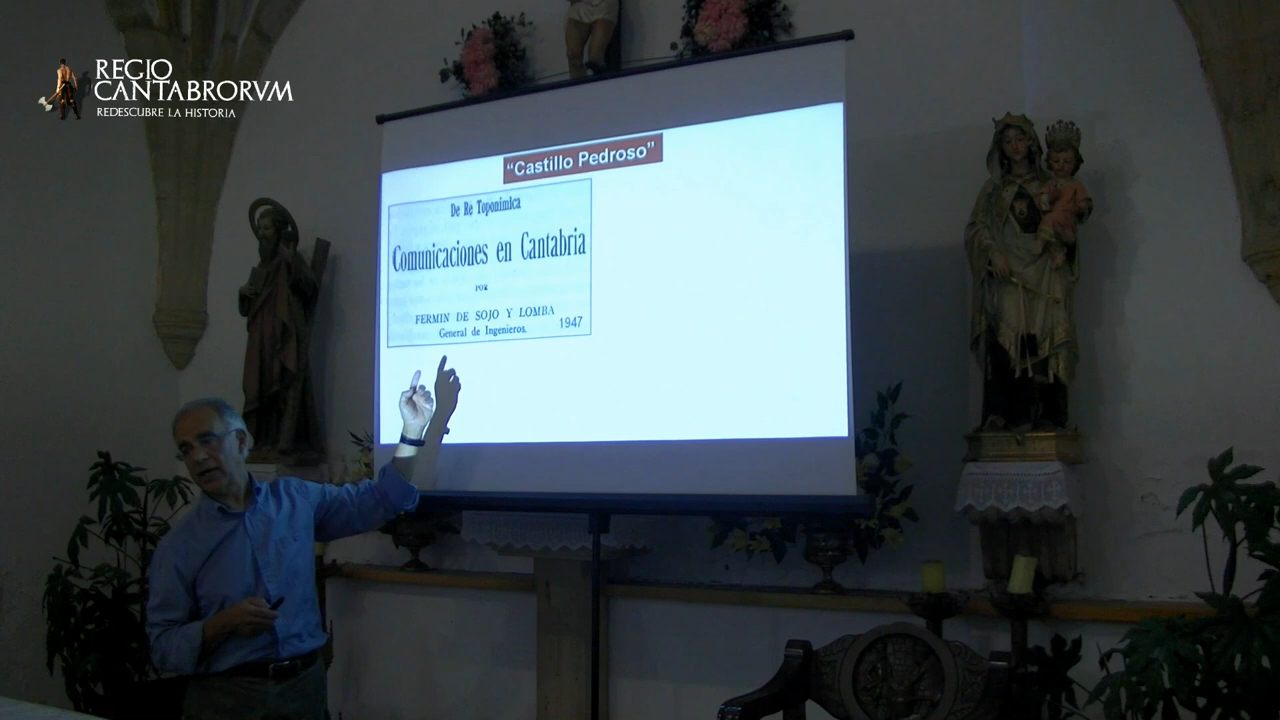 REGIO
CANTABRORVM
REDESCUBRE LA HISTORIA
“Castillo Pedroso”
De Re Toponimica
Comunicaciones en Cantabria
POR
FERMIN DE SOJO Y LOMBA
General de Ingenieros.
1947